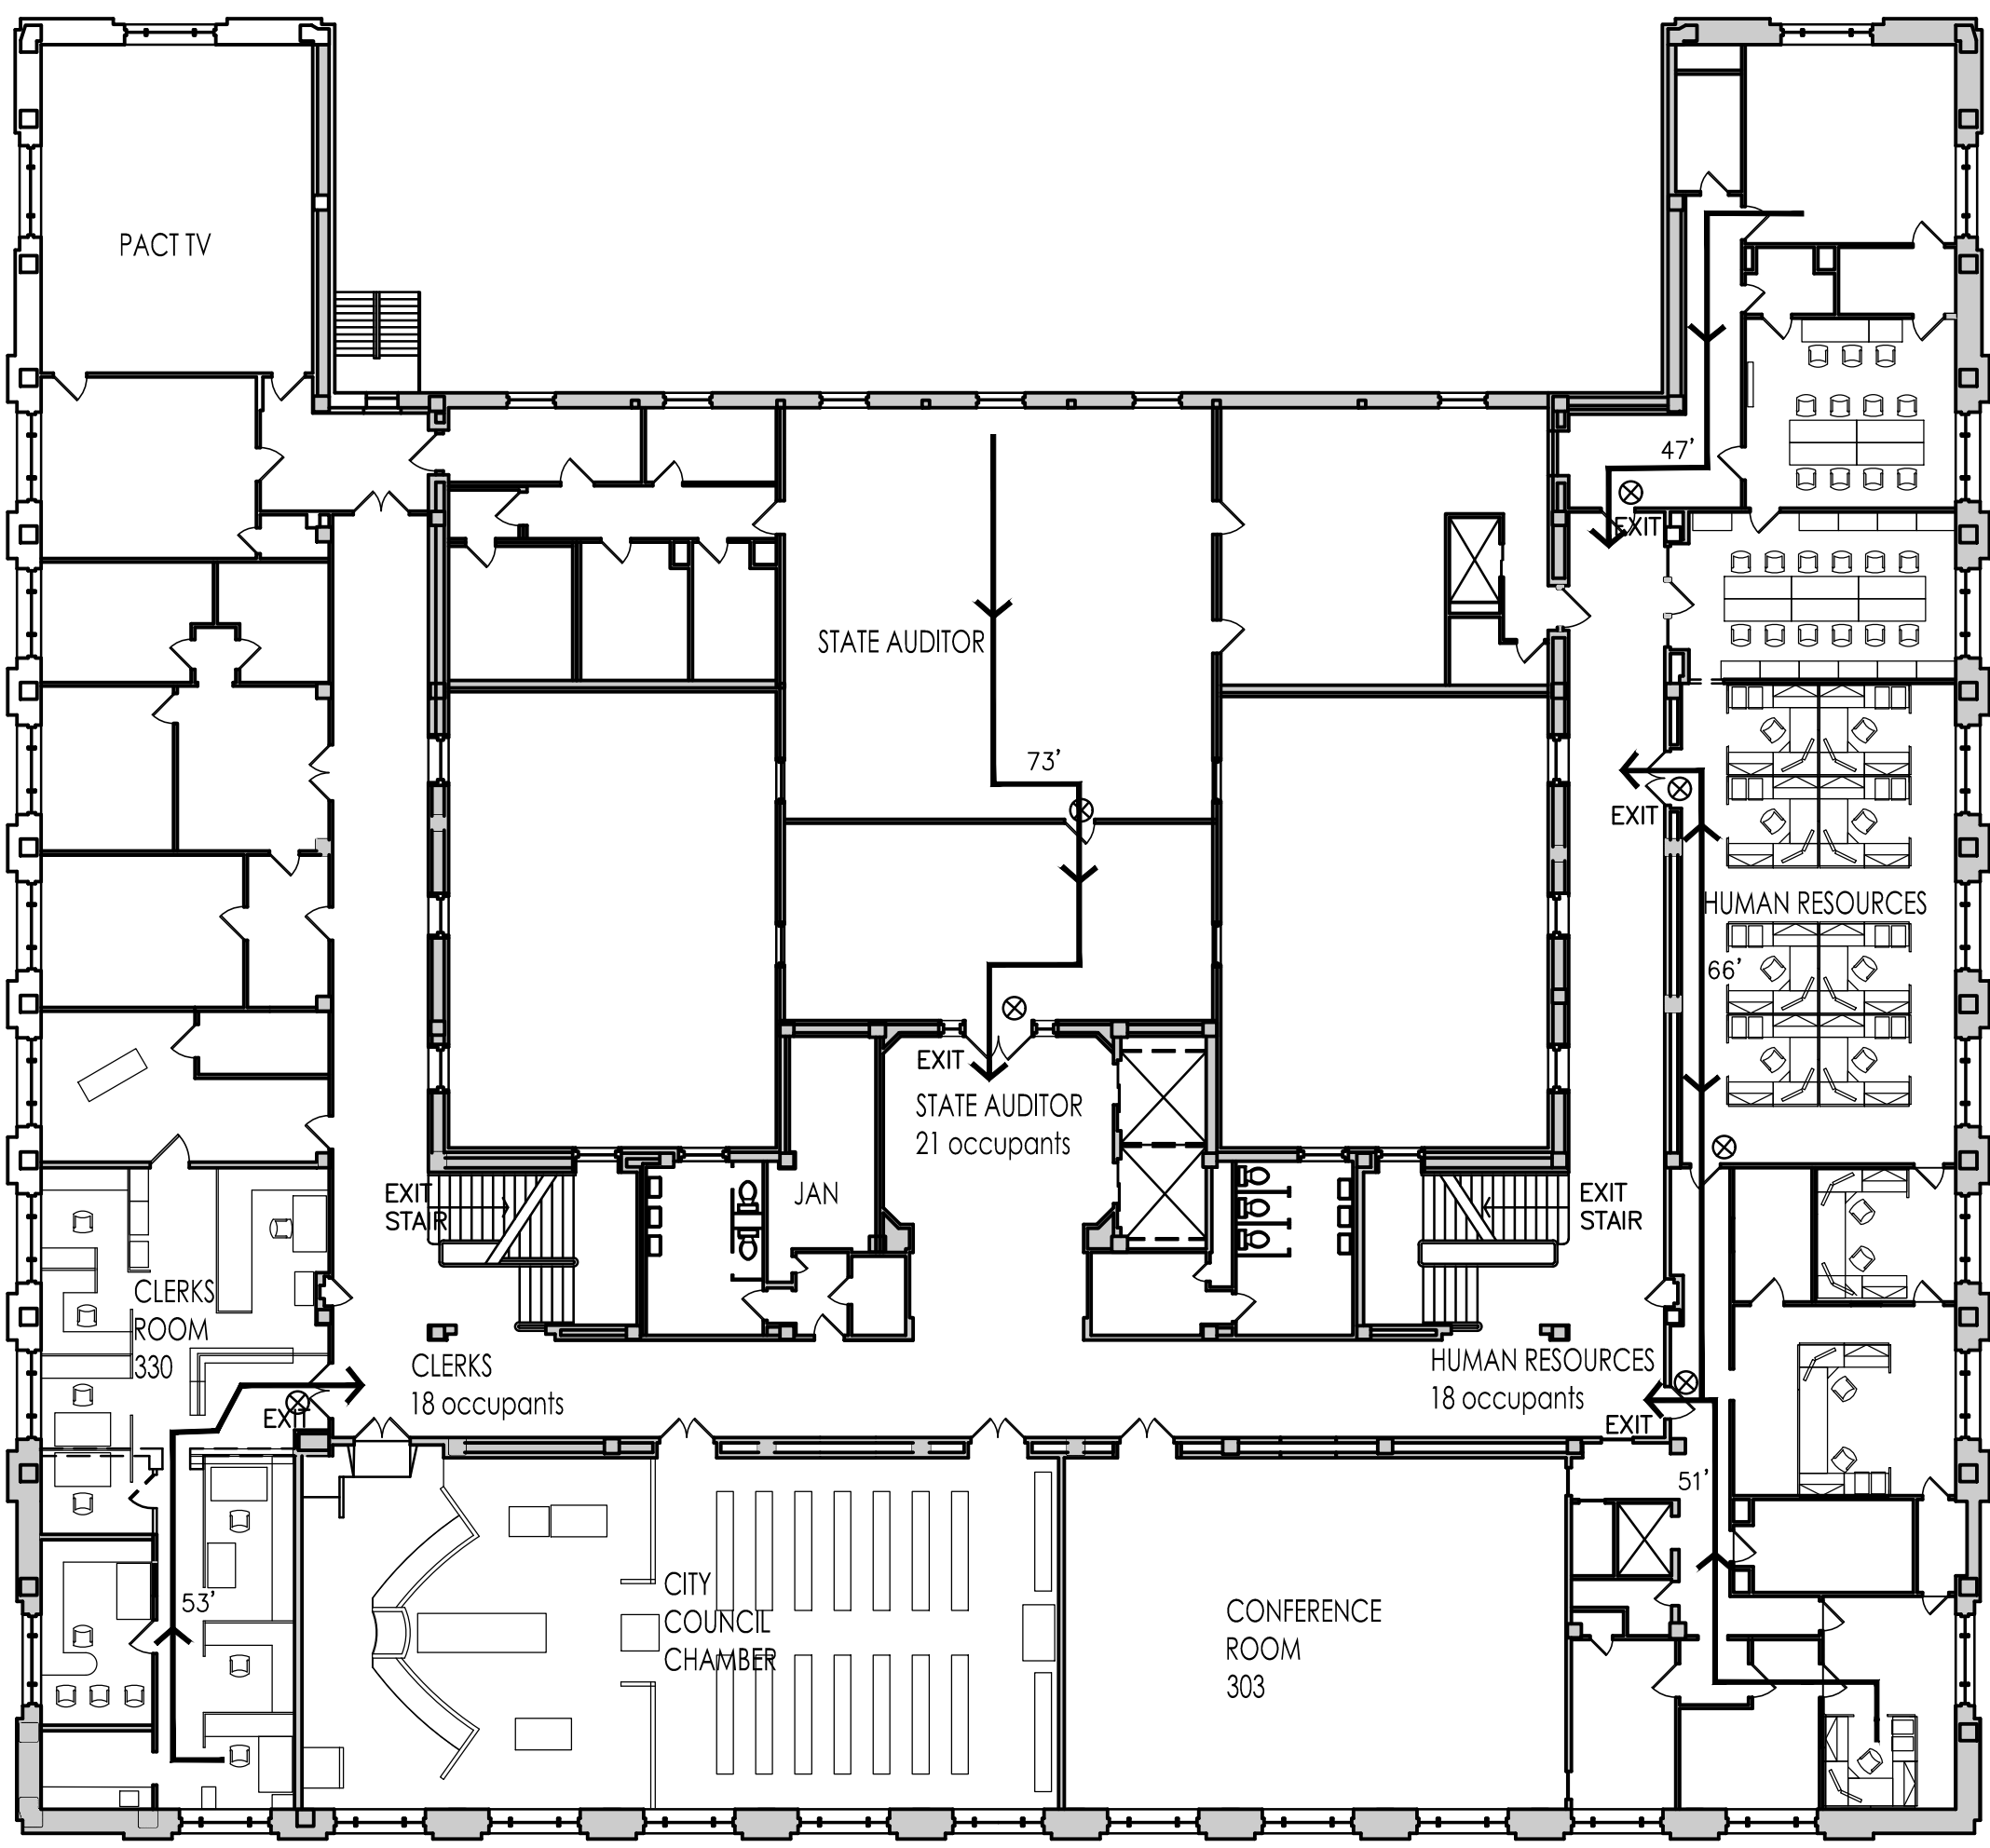 PACT TV
47'
EXIT
STATE AUDITOR
73'
EXIT
HUMAN RESOURCES
66'
EXIT
STATE AUDITOR
21 occupants
EXIT
STAIR
JAN
EXIT
STAIR
CLERKS
ROOM
330
CLERKS
18 occupants
HUMAN RESOURCES
18 occupants
EXIT
EXIT
51'
53'
CITY
COUNCIL
CHAMBER
CONFERENCE
ROOM
303